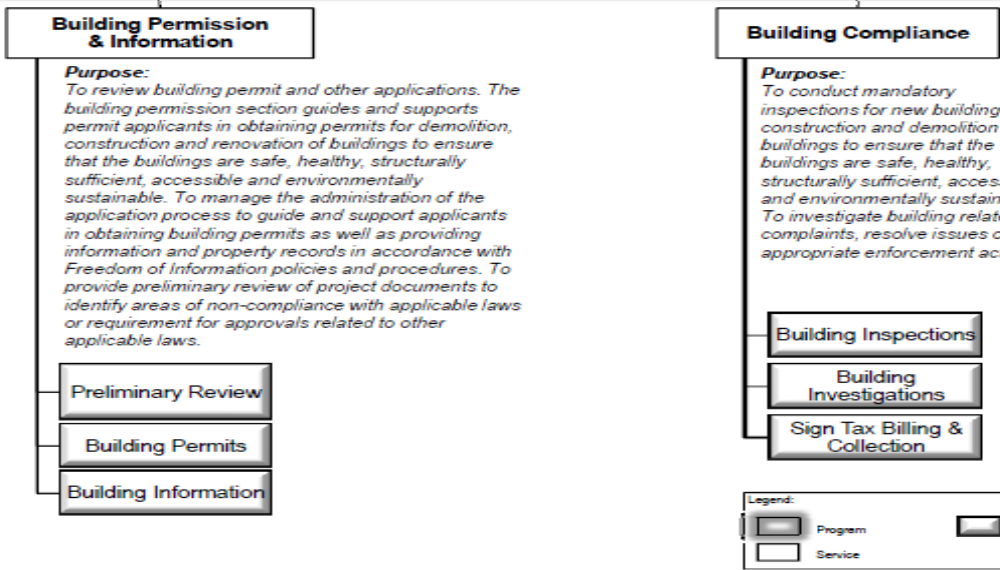 Building Permission
& Information
Purpose:
To review building permit and other applications. The
building permission section guides and supports
permit applicants in obtaining permits for demolition,
construction and renovation of buildings to ensure
that the buildings are safe, healthy, structurally
sufficient, accessible and environmentally
sustainable. To manage the administration of the
application process to guide and support applicants
in obtaining building permits as well as providing
information and property records in accordance with
Freedom of Information policies and procedures. To
provide preliminary review of project documents to
identify areas of non-compliance with applicable laws
or requirement for approvals related to other
applicable laws.
Preliminary Review
Building Permits
Building Information
Building Compliance
Purpose:
To conduct mandatory
inspections for new building
construction and demolition
buildings to ensure that the
buildings are safe, healthy,
structurally sufficient,
and environmentally
To investigate building
complaints, resolve issues
appropriate enforcement
Building Inspections
Building
Investigations
Sign Tax Billing &
Collection
Legend:
Program
Service